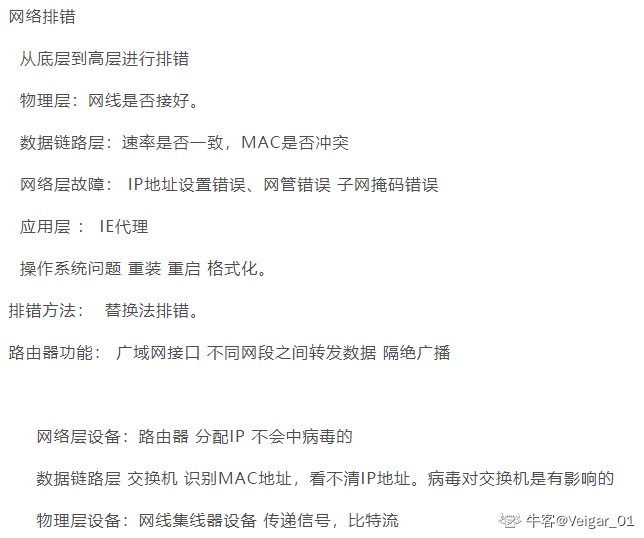 网络排错
从底层到高层进行排错
物理层：网线是否接好。
数据链路层：速率是否一致，MAC是否冲突
网络层故障： IP地址设置错误、网管错误 子网掩码错误
应用层 ： IE代理
操作系统问题 重装 重启 格式化。
排错方法： 替换法排错。
路由器功能： 广域网接口 不同网段之间转发数据 隔绝广播
网络层设备：路由器 分配IP 不会中病毒的
数据链路层 交换机 识别MAC地址，看不清IP地址。病毒对交换机是有影响的
物理层设备：网线集线器设备 传递信号，比特流
牛客@Veigar_01